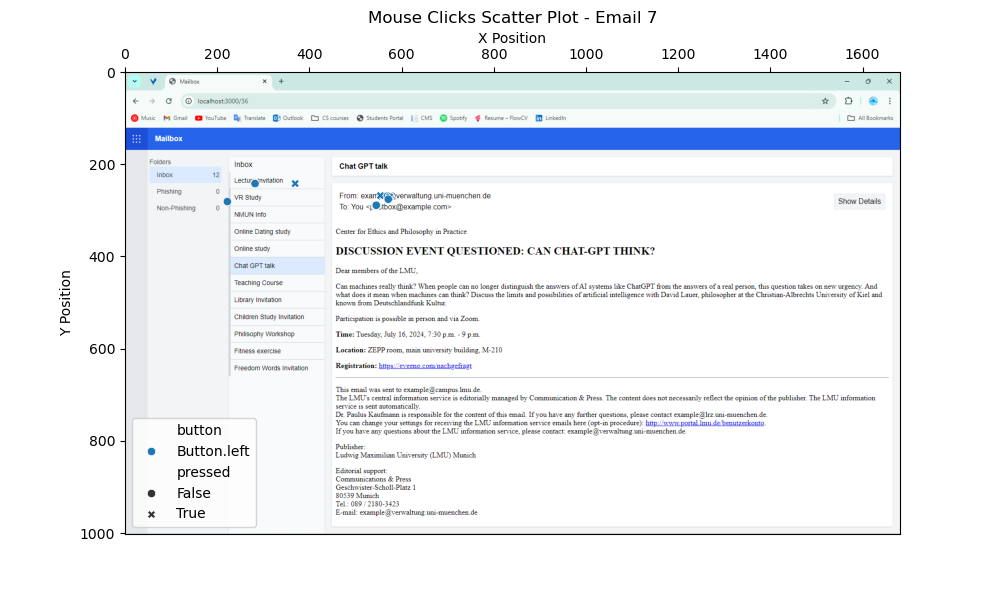 Mouse Clicks Scatter Plot - Email 7
X Position
0 200 400 600 800 1000 1200 1400 1600
Y Position
0
200
400
600
800
1000
Mailbox
localhost:3000/36
Music Gmail YouTube Translate Outlook CS courses Students Portal CMS Spotify Resume – FlowCV LinkedIn All Bookmarks
Mailbox
Folders
Inbox 12
Phishing 0
Non-Phishing 0
Inbox
Lecture Invitation
VR Study
NMUN Info
Online Dating study
Online study
Chat GPT talk
Teaching Course
Library Invitation
Children Study Invitation
Philisophy Workshop
Fitness exercise
Freedom Words Invitation
Chat GPT talk
From: verwaltung.uni-muenchen.de
To: You
Show Details
Center for Ethics and Philosophy in Practice
DISCUSSION EVENT QUESTIONED: CAN CHAT-GPT THINK?
Dear members of the LMU,
Can machines really think? When people can no longer distinguish the answers of AI systems like ChatGPT from the answers of a real person, this question takes on new urgency. And
what does it mean when machines can think? Discuss the limits and possibilities of artificial intelligence with David Lauer, philosopher at the Christian-Albrechts University of Kiel and
known from Deutschlandfunk Kultur.
Participation is possible in person and via Zoom.
Time: Tuesday, July 16, 2024, 7:30 p.m. - 9 p.m.
Location: ZEPP room, main university building, M-210
Registration: https://eveeno.com/nachgefragt
This email was sent to example@campus.lmu.de.
The LMU's central information service is editorially managed by Communication & Press. The content does not necessarily reflect the opinion of the publisher. The LMU information
service is sent automatically.
Dr. Paulus Kaufmann is responsible for the content of this email. If you have any further questions, please contact example@lrz.uni-muenchen.de.
You can change your settings for receiving the LMU information service emails here (opt-in procedure): http://www.portal.lmu.de/benutzerkonto.
If you have any questions about the LMU information service, please contact: example@verwaltung.uni-muenchen.de.
Publisher:
Ludwig Maximilian University (LMU) Munich
Editorial support:
Communications & Press
Geschwister-Scholl-Platz 1
80539 Munich
Tel.: 089 / 2180-3423
E-mail: example@verwaltung.uni-muenchen.de
button
Button.left
pressed
False
True